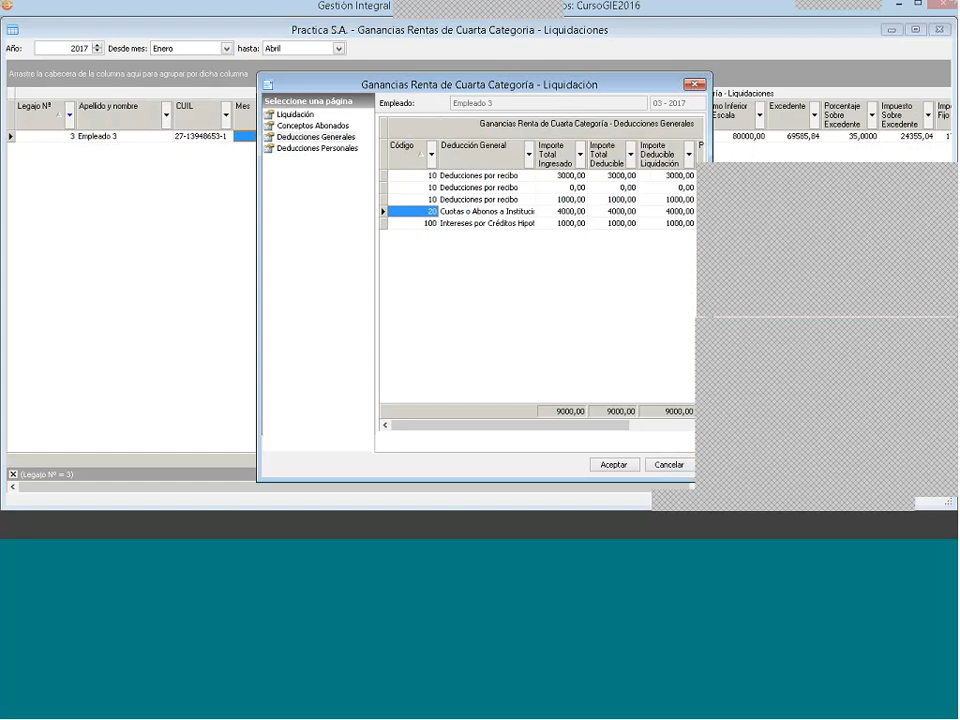 Gestión Integral
os: CursoGIE2016
Practica S.A. - Ganancias Rentas de Cuarta Categoria - Liquidaciones
Año: 2017 Desde mes: Enero hasta: Abril
Arrastre la cabecera de la columna aquí para agrupar por dicha columna
ía - Liquidaciones
Legajo Nº Apellido y nombre CUIL Mes
mo Inferior Escala Excedente Porcentaje Sobre Excedente Impuesto Sobre Excedente Fijo
3 Empleado 3 27-13948653-1
80000,00 69585,84 35,0000 24355,04
Ganancias Renta de Cuarta Categoría - Liquidación
Seleccione una página
Liquidación
Conceptos Abonados
Deducciones Generales
Deducciones Personales
Empleado: Empleado 3 03 - 2017
Ganancias Renta de Cuarta Categoría - Deducciones Generales
Código Deducción General Importe Total Ingresado Importe Total Deducible Importe Deducible Liquidación P
10 Deducciones por recibo 3000,00 3000,00 3000,00
10 Deducciones por recibo 0,00 0,00 0,00
10 Deducciones por recibo 1000,00 1000,00 1000,00
20 Cuotas o Abonos a Institucio 4000,00 4000,00 4000,00
100 Intereses por Créditos Hipot 1000,00 1000,00 1000,00
9000,00 9000,00 9000,00
Aceptar Cancelar
(Legajo Nº = 3)